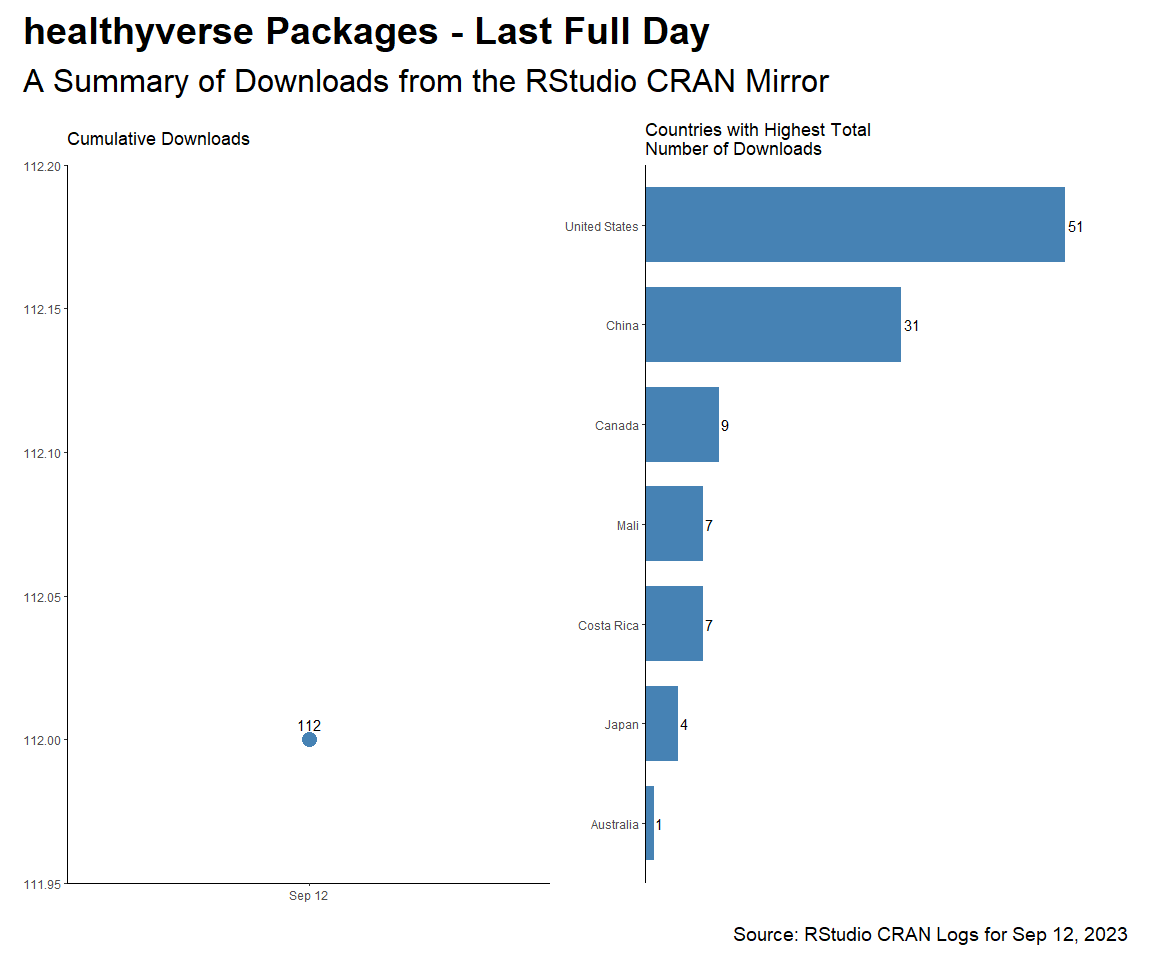 healthyverse Packages - Last Full Day
A Summary of Downloads from the RStudio CRAN Mirror
Cumulative Downloads
112.20
112.15
112.10
112.05
112.00
111.95
112
Sep 12
Countries with Highest Total
Number of Downloads
United States 51
China 31
Canada 9
Mali 7
Costa Rica 7
Japan 4
Australia 1
Source: RStudio CRAN Logs for Sep 12, 2023